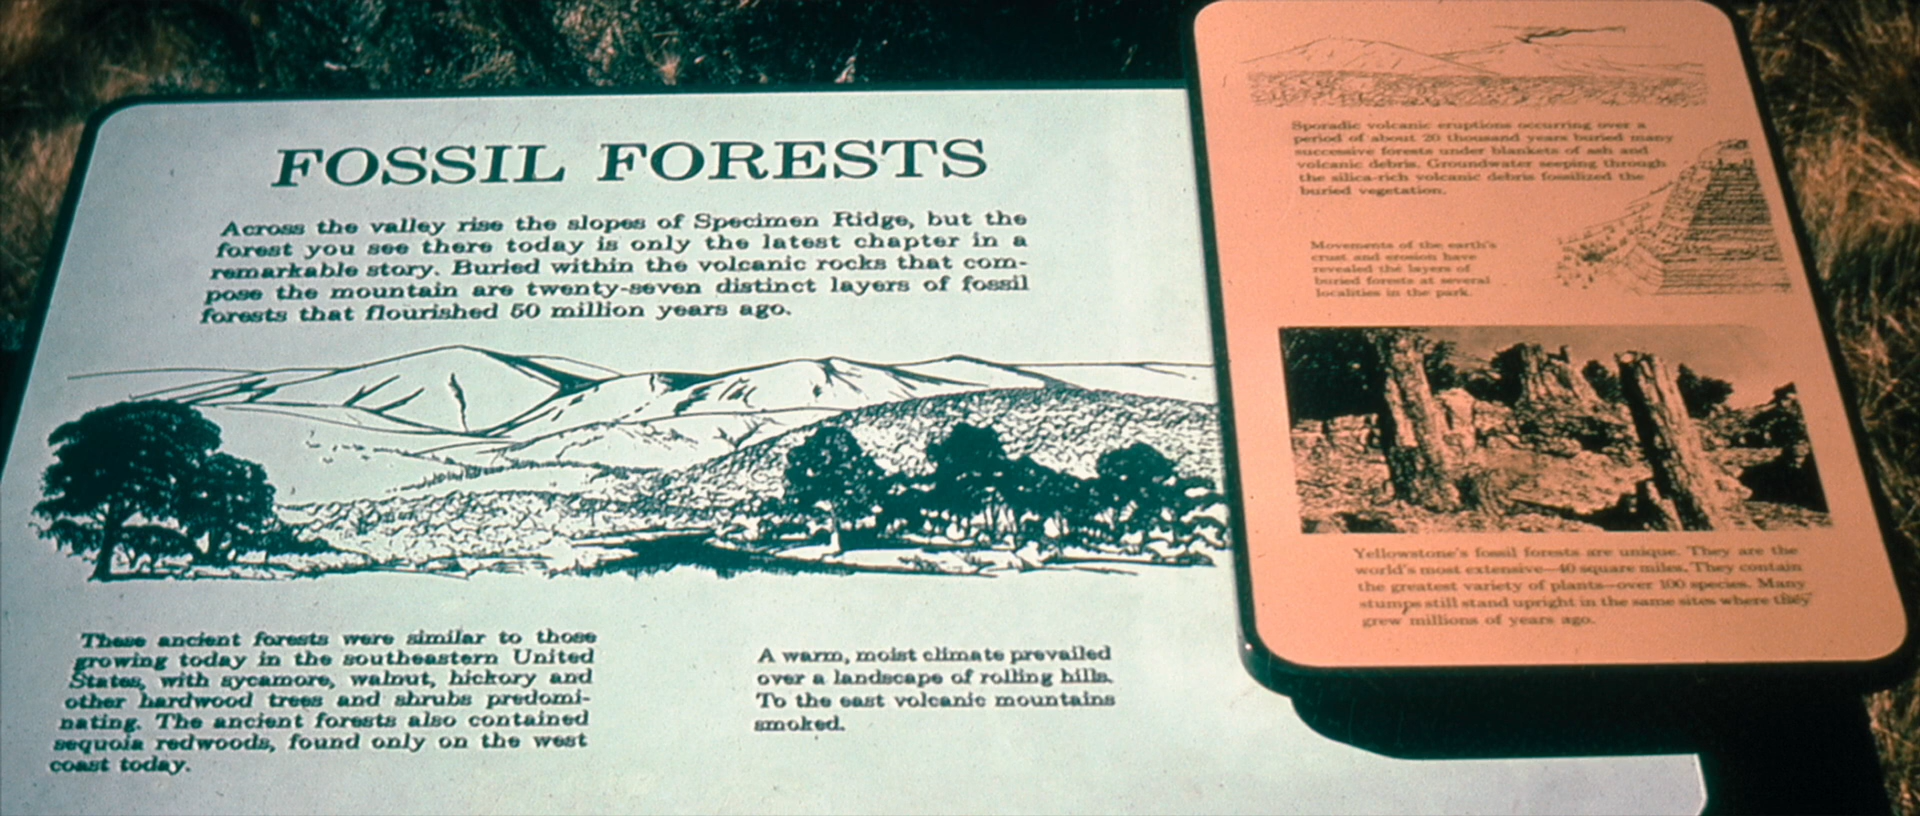 FOSSIL FORESTS
Across the valley rise the slopes of Specimen Ridge, but the
forest you see there today is only the latest chapter in a
remarkable story. Buried within the volcanic rocks that com-
pose the mountain are twenty-seven distinct layers of fossil
forests that flourished 50 million years ago.
These ancient forests were similar to those
growing today in the southeastern United
States, with sycamore, walnut, hickory and
other hardwood trees and shrubs predomi-
nating. The ancient forests also contained
sequoia redwoods, found only on the west
coast today.
A warm, moist climate prevailed
over a landscape of rolling hills.
To the east volcanic mountains
smoked.
Sporadic volcanic eruptions occurring over a
period of about 20 thousand years buried many
successive forests under blankets of ash and
volcanic debris. Groundwater seeping through
the silica-rich volcanic debris fossilized the
buried vegetation.
Movements of the earth's
crust and erosion have
revealed the layers of
buried forests at several
localities in the park.
Yellowstone's fossil forests are unique. They are the
world's most extensive—40 square miles. They contain
the greatest variety of plants—over 100 species. Many
stumps still stand upright in the same sites where they
grew millions of years ago.